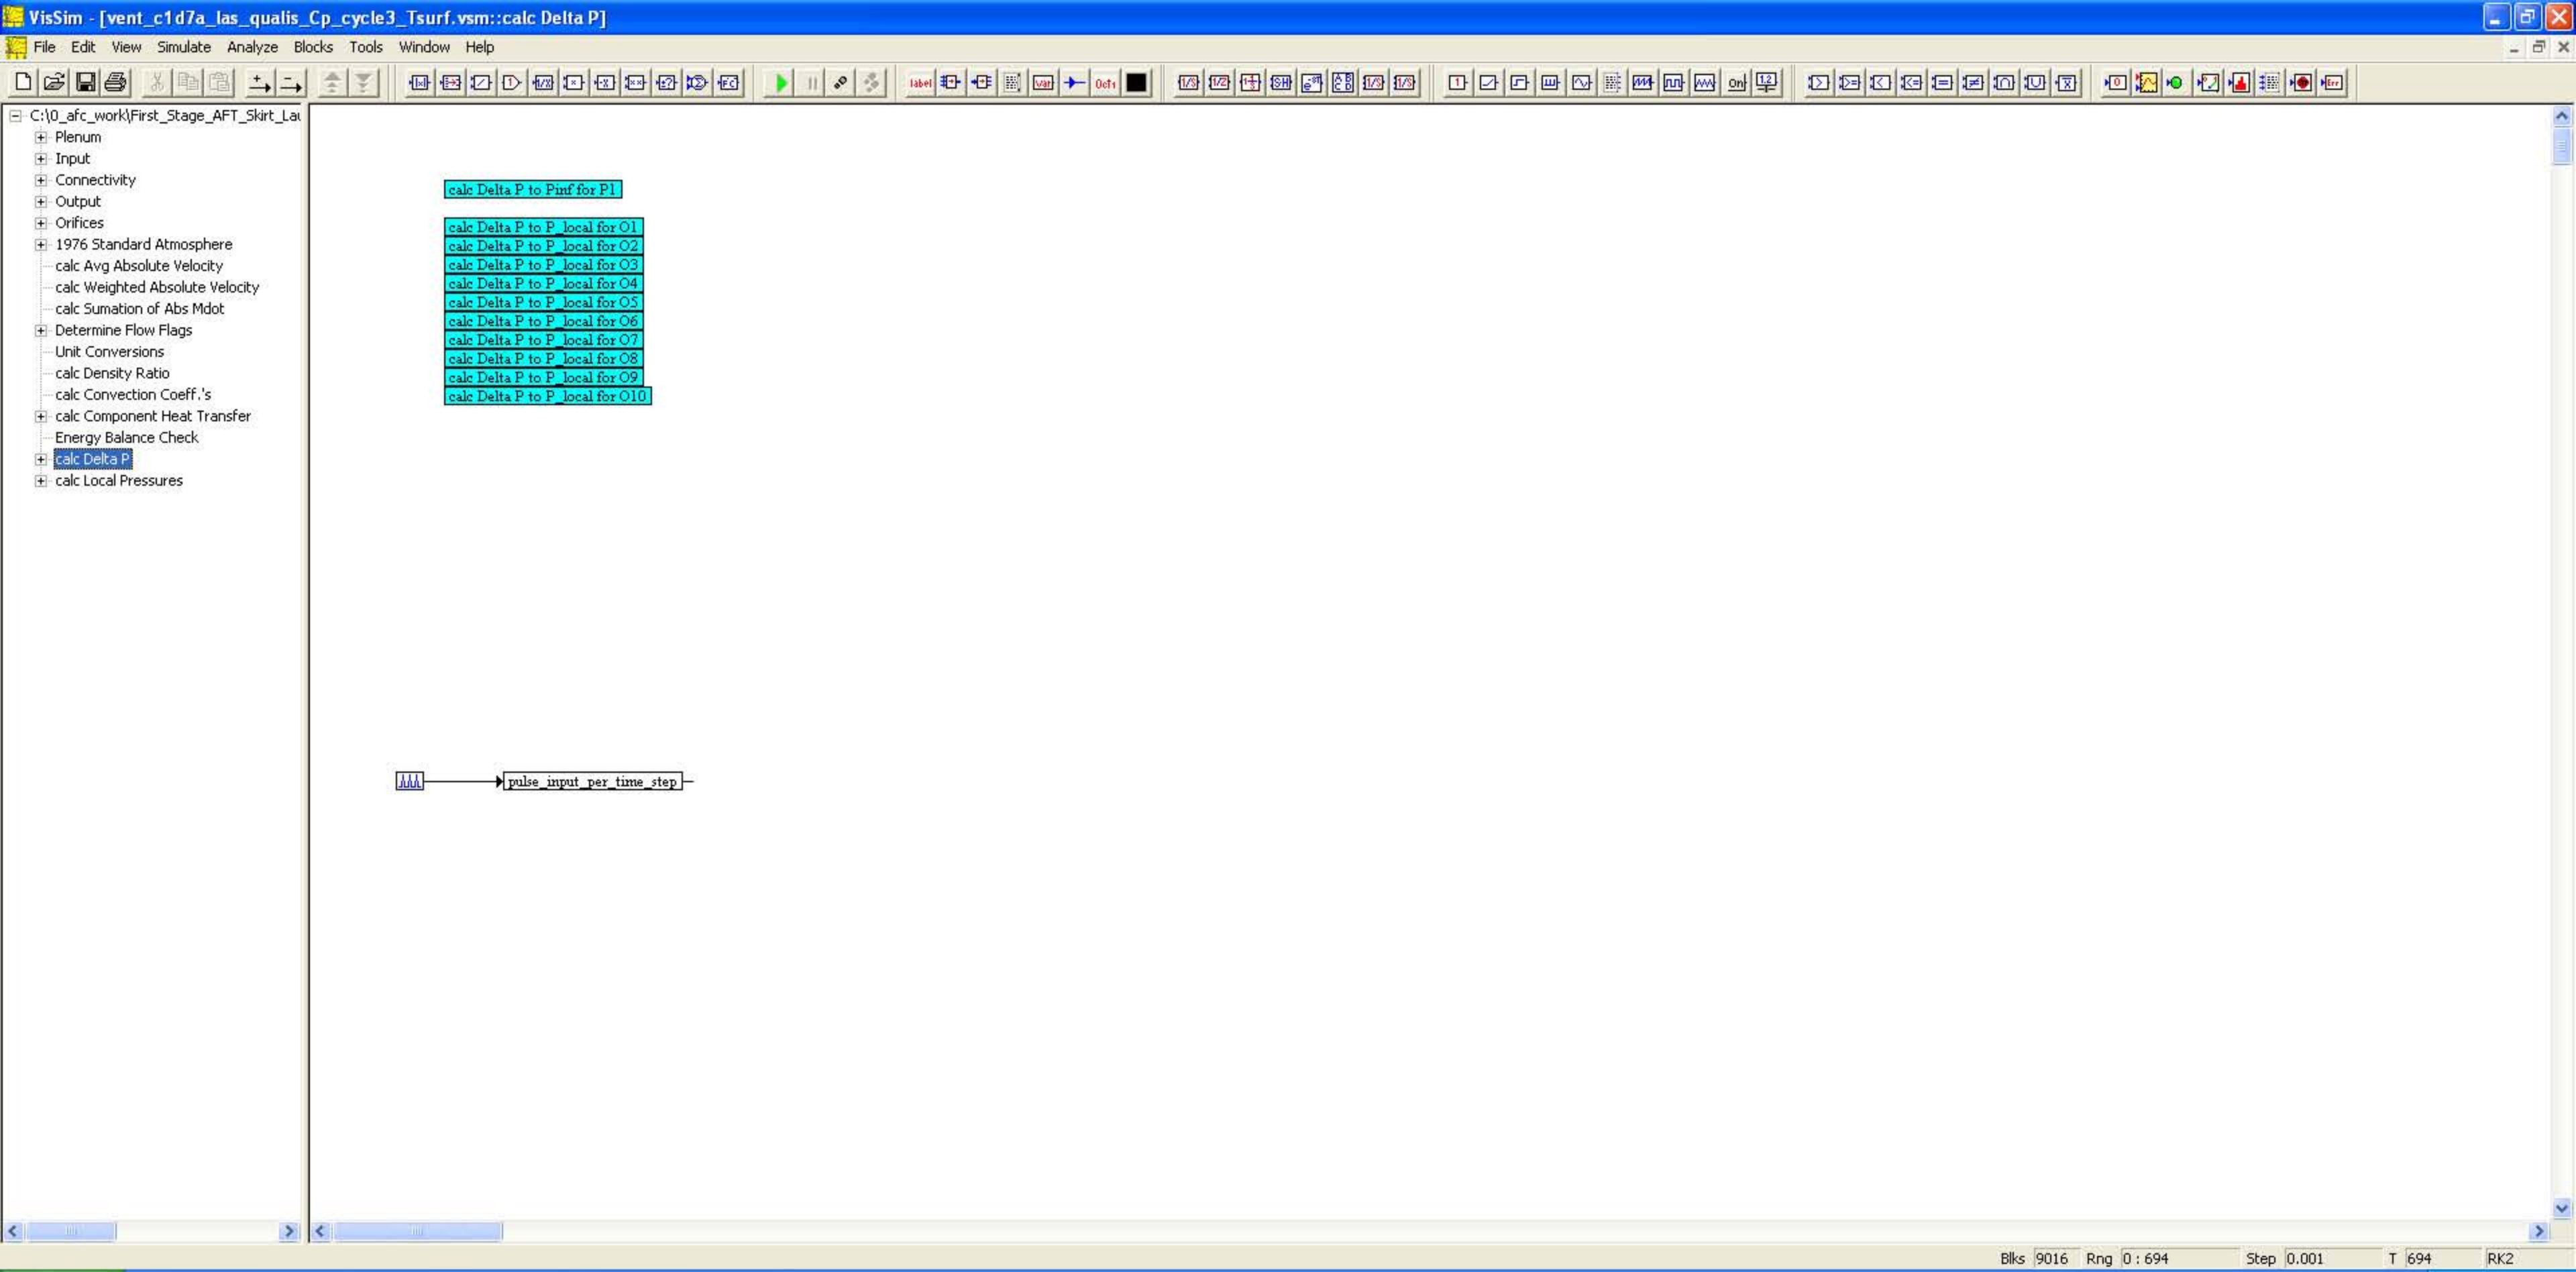 VisSim - [vent_c1d7a_las_qualis_Cp_cycle3_Tsurf.vsm::calc Delta P]
File Edit View Simulate Analyze Blocks Tools Window Help
C:\0_afc_work\First_Stage_AFT_Skirt_Lau
Plenum
Input
Connectivity
Output
Orifices
1976 Standard Atmosphere
calc Avg Absolute Velocity
calc Weighted Absolute Velocity
calc Sumation of Abs Mdot
Determine Flow Flags
Unit Conversions
calc Density Ratio
calc Convection Coeff.'s
calc Component Heat Transfer
Energy Balance Check
calc Delta P
calc Local Pressures
calc Delta P to Pinf for P1
calc Delta P to P_local for O1
calc Delta P to P_local for O2
calc Delta P to P_local for O3
calc Delta P to P_local for O4
calc Delta P to P_local for O5
calc Delta P to P_local for O6
calc Delta P to P_local for O7
calc Delta P to P_local for O8
calc Delta P to P_local for O9
calc Delta P to P_local for O10
pulse_input_per_time_step
Blks 9016 Rng 0 : 694 Step 0.001 T 694 RK2